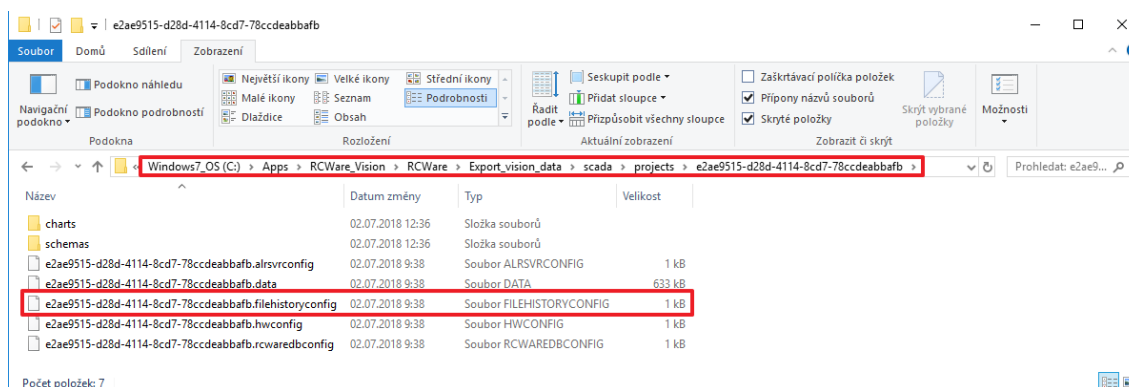 e2ae9515-d28d-4114-8cd7-78ccdeabbafb
Soubor Domů Sdílení Zobrazení
Navigační podokno
Podokno náhledu
Podokno podrobností
Podokna
Největší ikony Velké ikony Střední ikony
Malé ikony Seznam Podrobnosti
Dlaždice Obsah
Rozložení
Řadit podle
Seskupit podle
Přidat sloupce
Přizpůsobit všechny sloupce
Aktuální zobrazení
Zaškrtávací políčka položek
Přípony názvů souborů
Skryté položky
Skrýt vybrané položky
Zobrazit či skrýt
Možnosti
« Windows7_OS (C:) > Apps > RCWare_Vision > RCWare > Export_vision_data > scada > projects > e2ae9515-d28d-4114-8cd7-78ccdeabbafb >
Prohledat: e2ae9...
Název Datum změny Typ Velikost
charts 02.07.2018 12:36 Složka souborů
schemas 02.07.2018 12:36 Složka souborů
e2ae9515-d28d-4114-8cd7-78ccdeabbafb.alrsvrconfig 02.07.2018 9:38 Soubor ALRSVRCONFIG 1 kB
e2ae9515-d28d-4114-8cd7-78ccdeabbafb.data 02.07.2018 9:38 Soubor DATA 633 kB
e2ae9515-d28d-4114-8cd7-78ccdeabbafb.filehistoryconfig 02.07.2018 9:38 Soubor FILEHISTORYCONFIG 1 kB
e2ae9515-d28d-4114-8cd7-78ccdeabbafb.hwconfig 02.07.2018 9:38 Soubor HWCONFIG 1 kB
e2ae9515-d28d-4114-8cd7-78ccdeabbafb.rcwaredbconfig 02.07.2018 9:38 Soubor RCWAREDBCONFIG 1 kB
Počet položek: 7